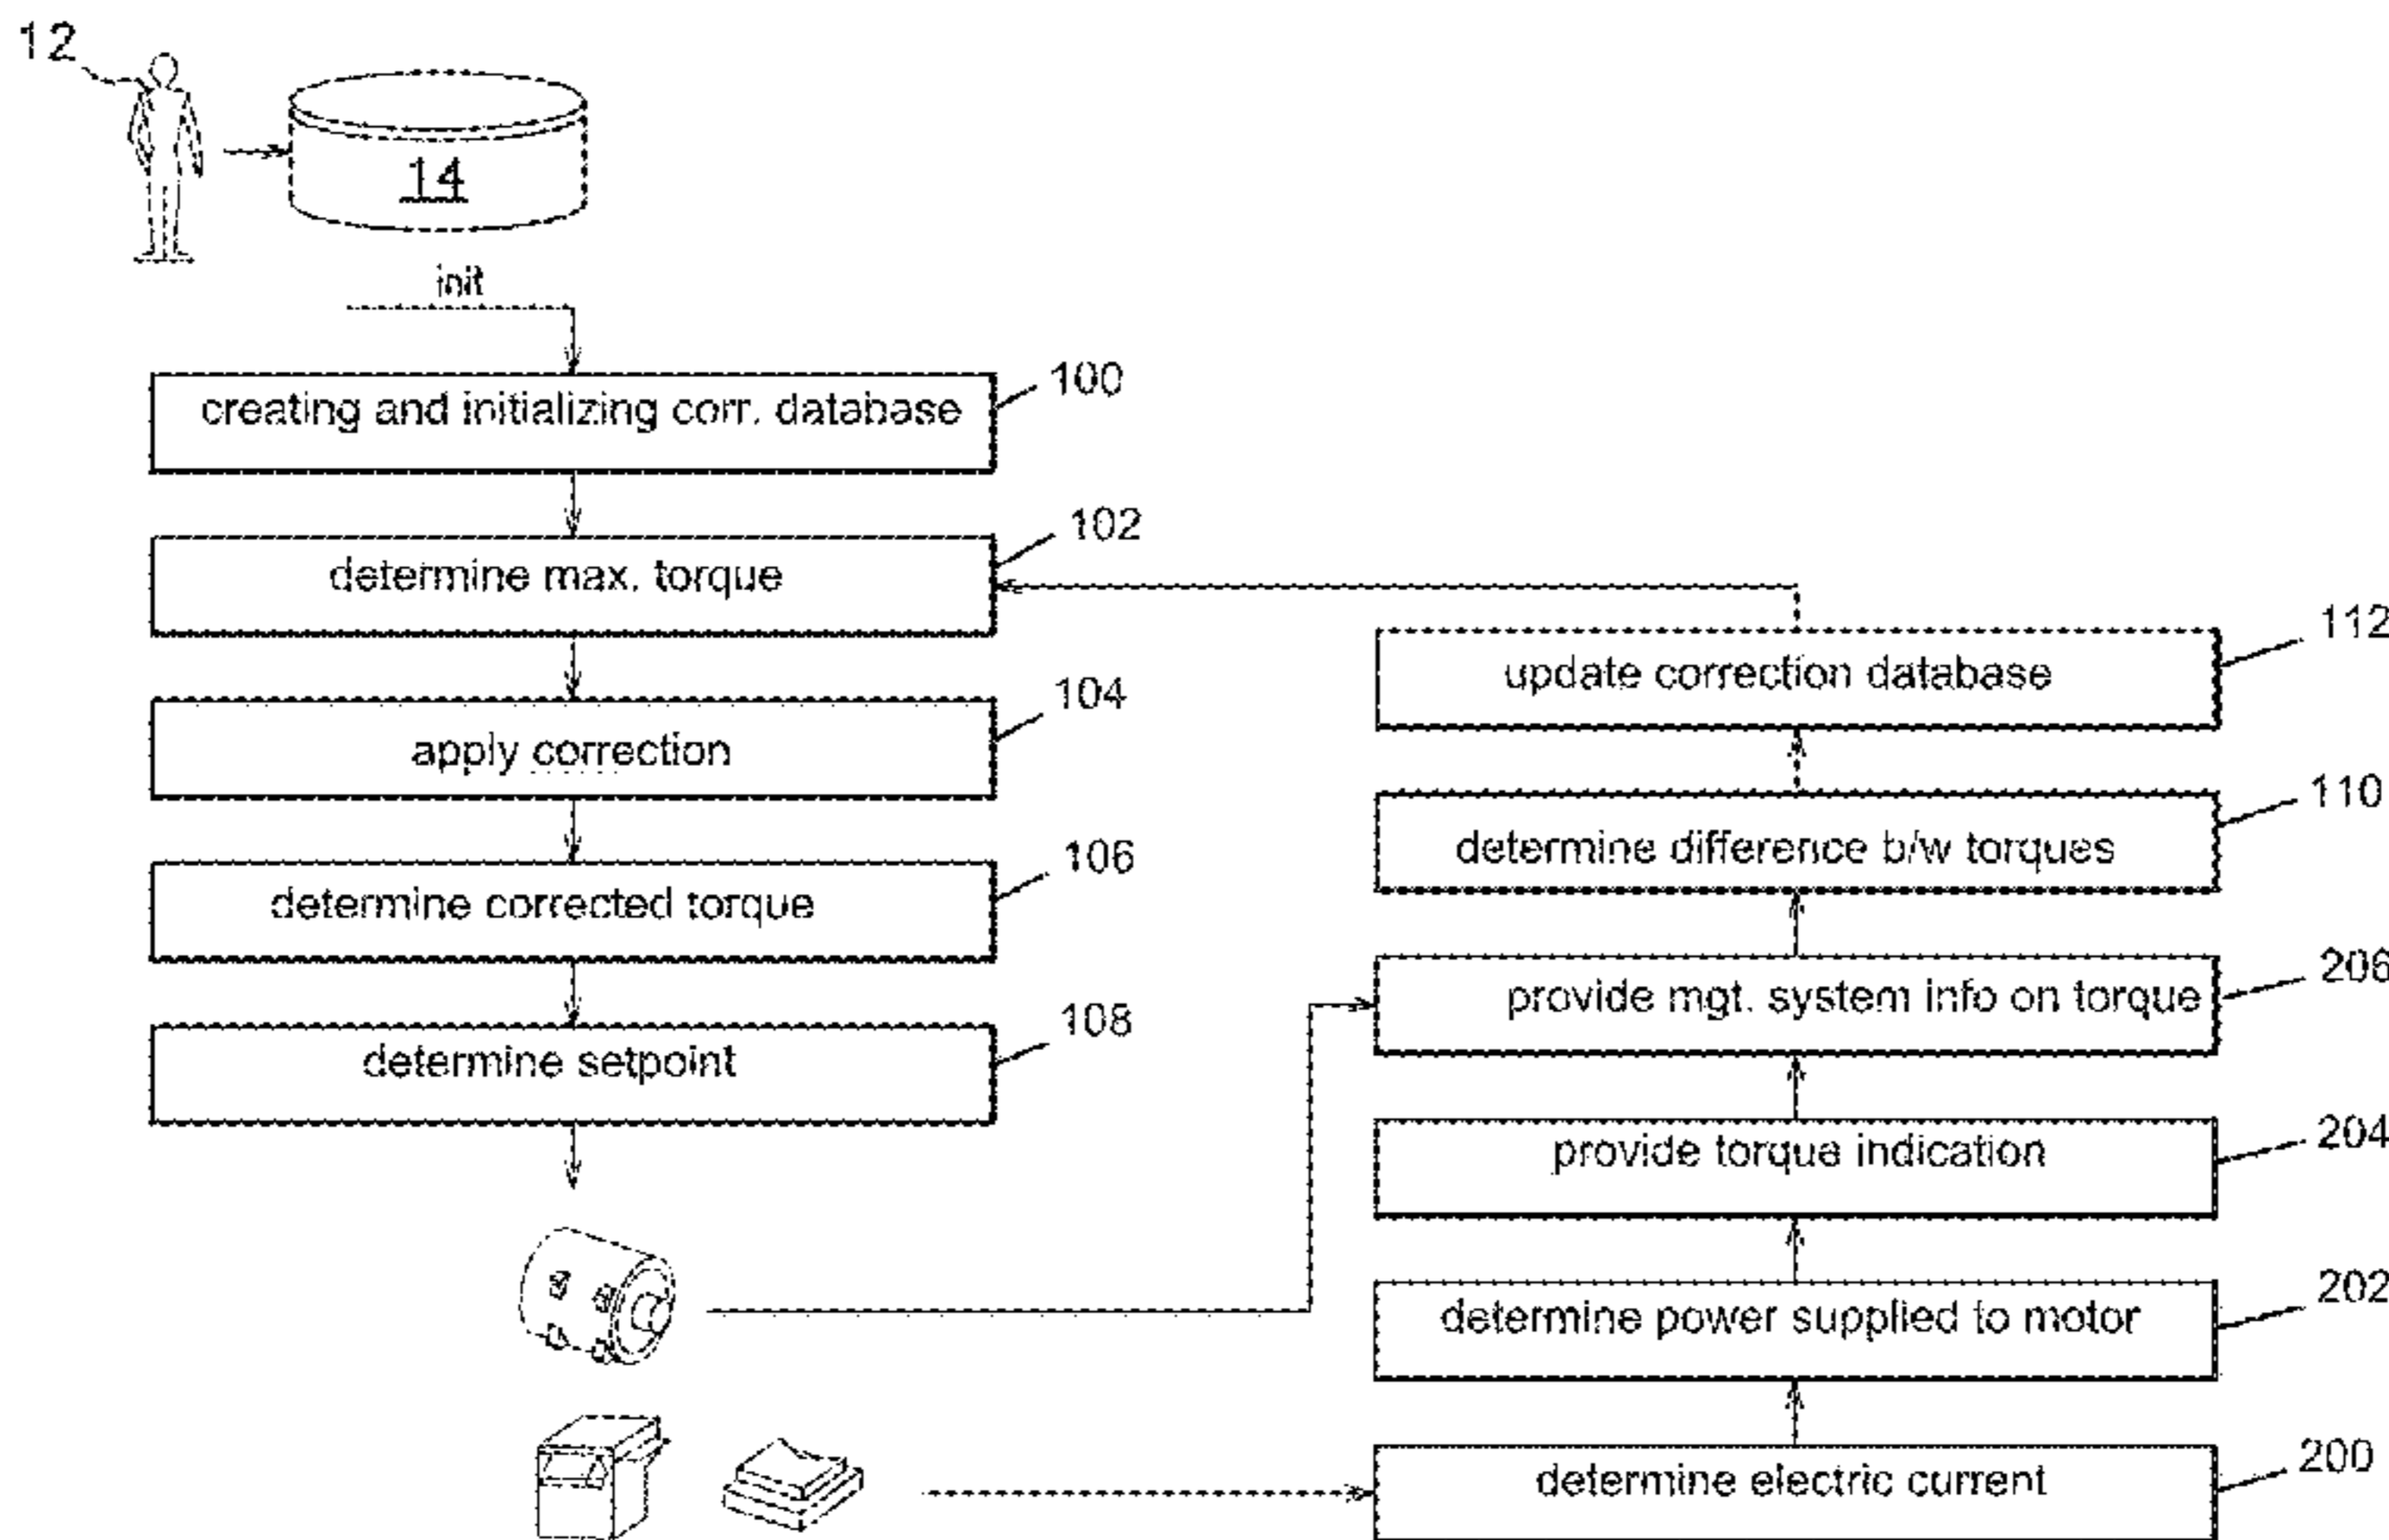 12
14
init
creating and initializing corr. database
100
determine max. torque
102
apply correction
104
determine corrected torque
106
determine setpoint
108
update correction database
112
determine difference b/w torques
110
provide mgt. system info on torque
206
provide torque indication
204
determine power supplied to motor
202
determine electric current
200